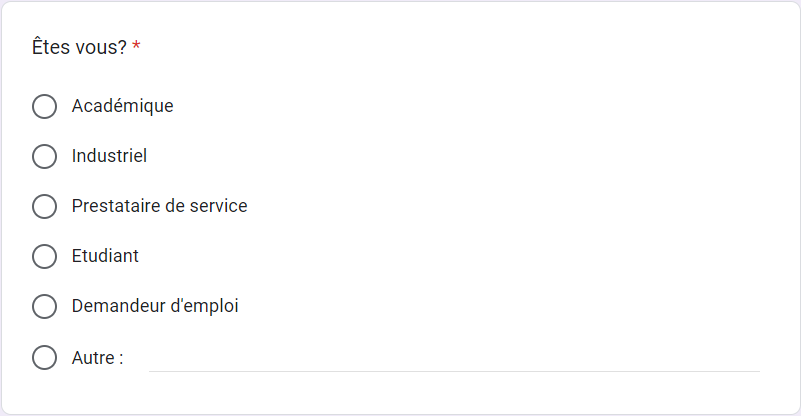 Êtes vous? *
Académique
Industriel
Prestataire de service
Etudiant
Demandeur d'emploi
Autre :